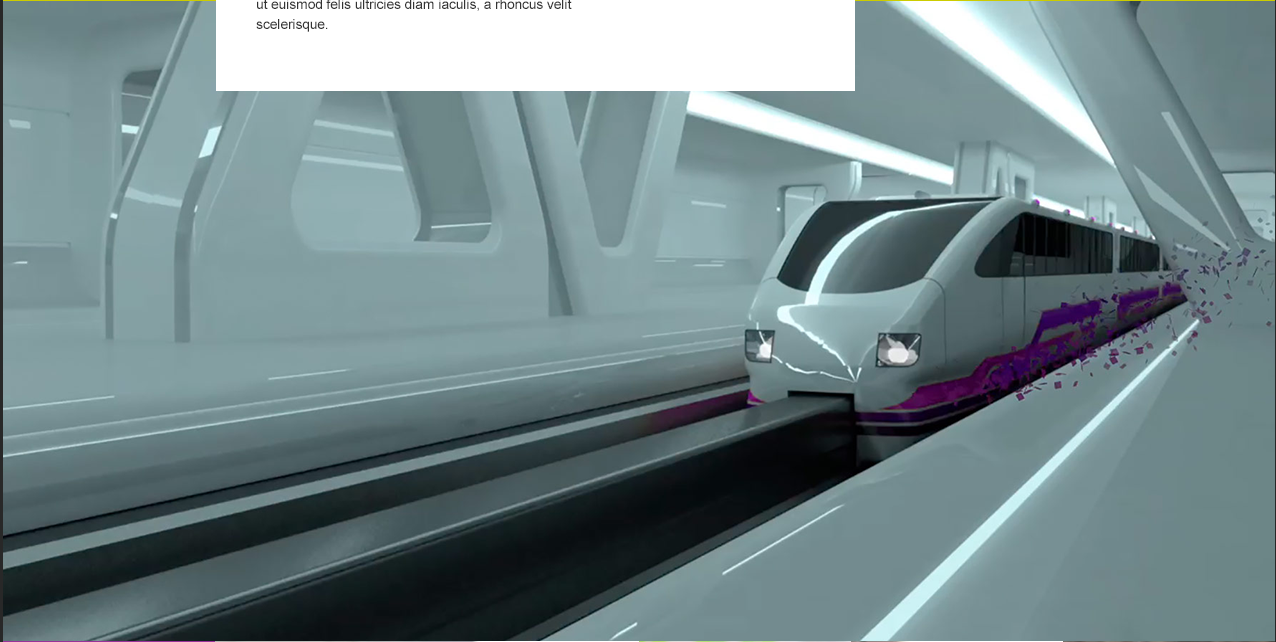 ut euismod felis ultricies diam iaculis, a rhoncus velit
scelerisque.